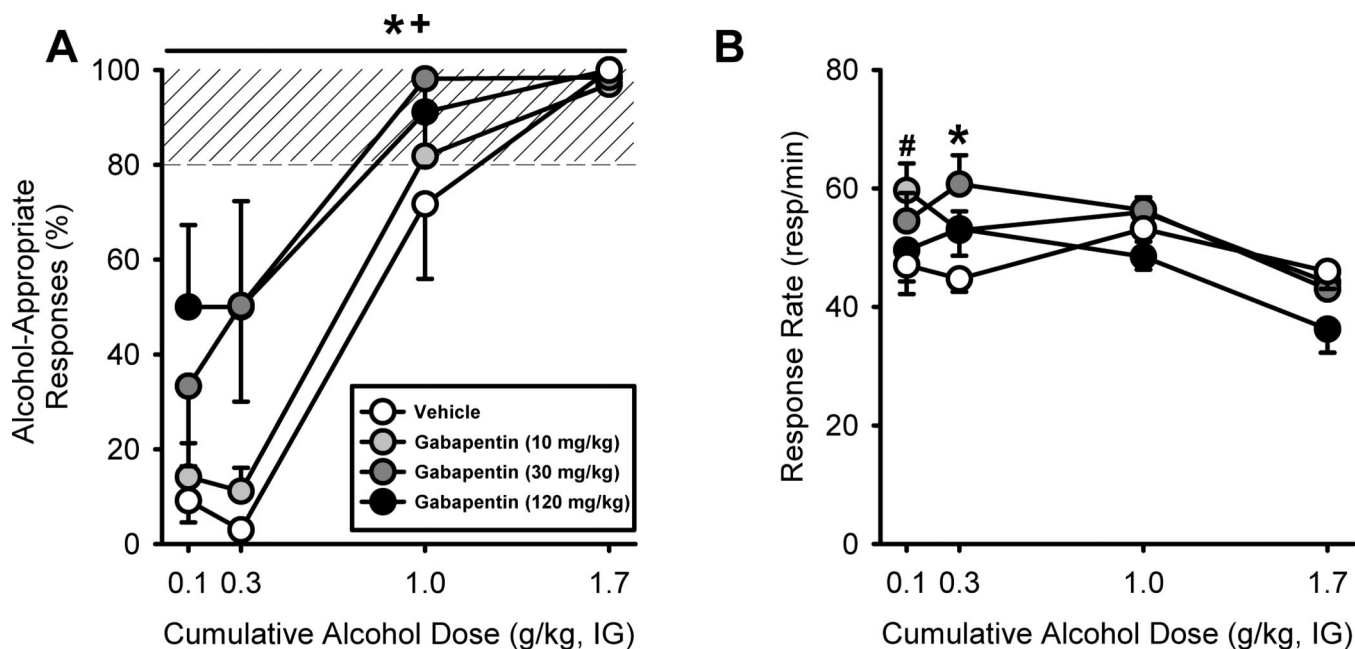 A
*+
100
80
60
40
20
0
Alcohol-Appropriate
Responses (%)
Vehicle
Gabapentin (10 mg/kg)
Gabapentin (30 mg/kg)
Gabapentin (120 mg/kg)
0.1 0.3 1.0 1.7
Cumulative Alcohol Dose (g/kg, IG)
B
80
60
40
20
0
Response Rate (resp/min)
# *
0.1 0.3 1.0 1.7
Cumulative Alcohol Dose (g/kg, IG)